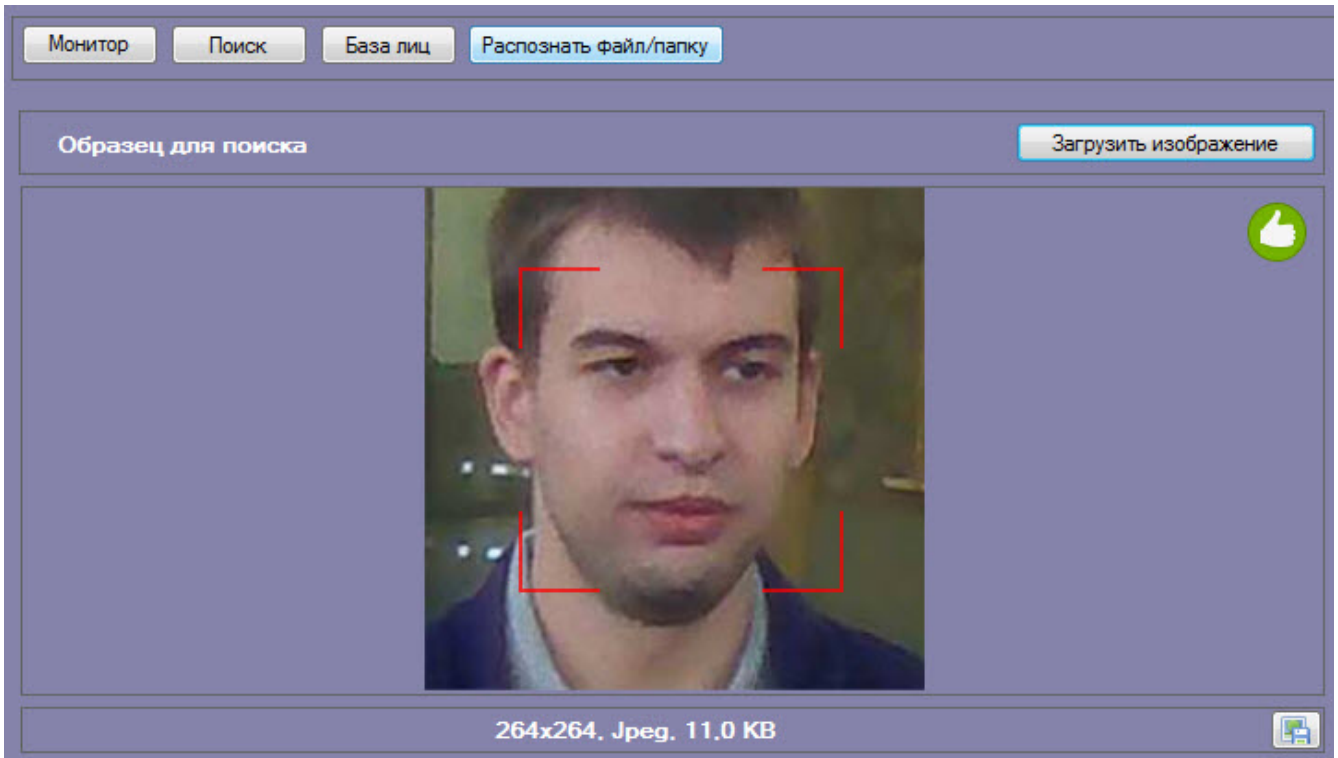 Монитор Поиск База лиц Распознать файл/папку
Образец для поиска Загрузить изображение
264x264, Jpeg, 11,0 KB